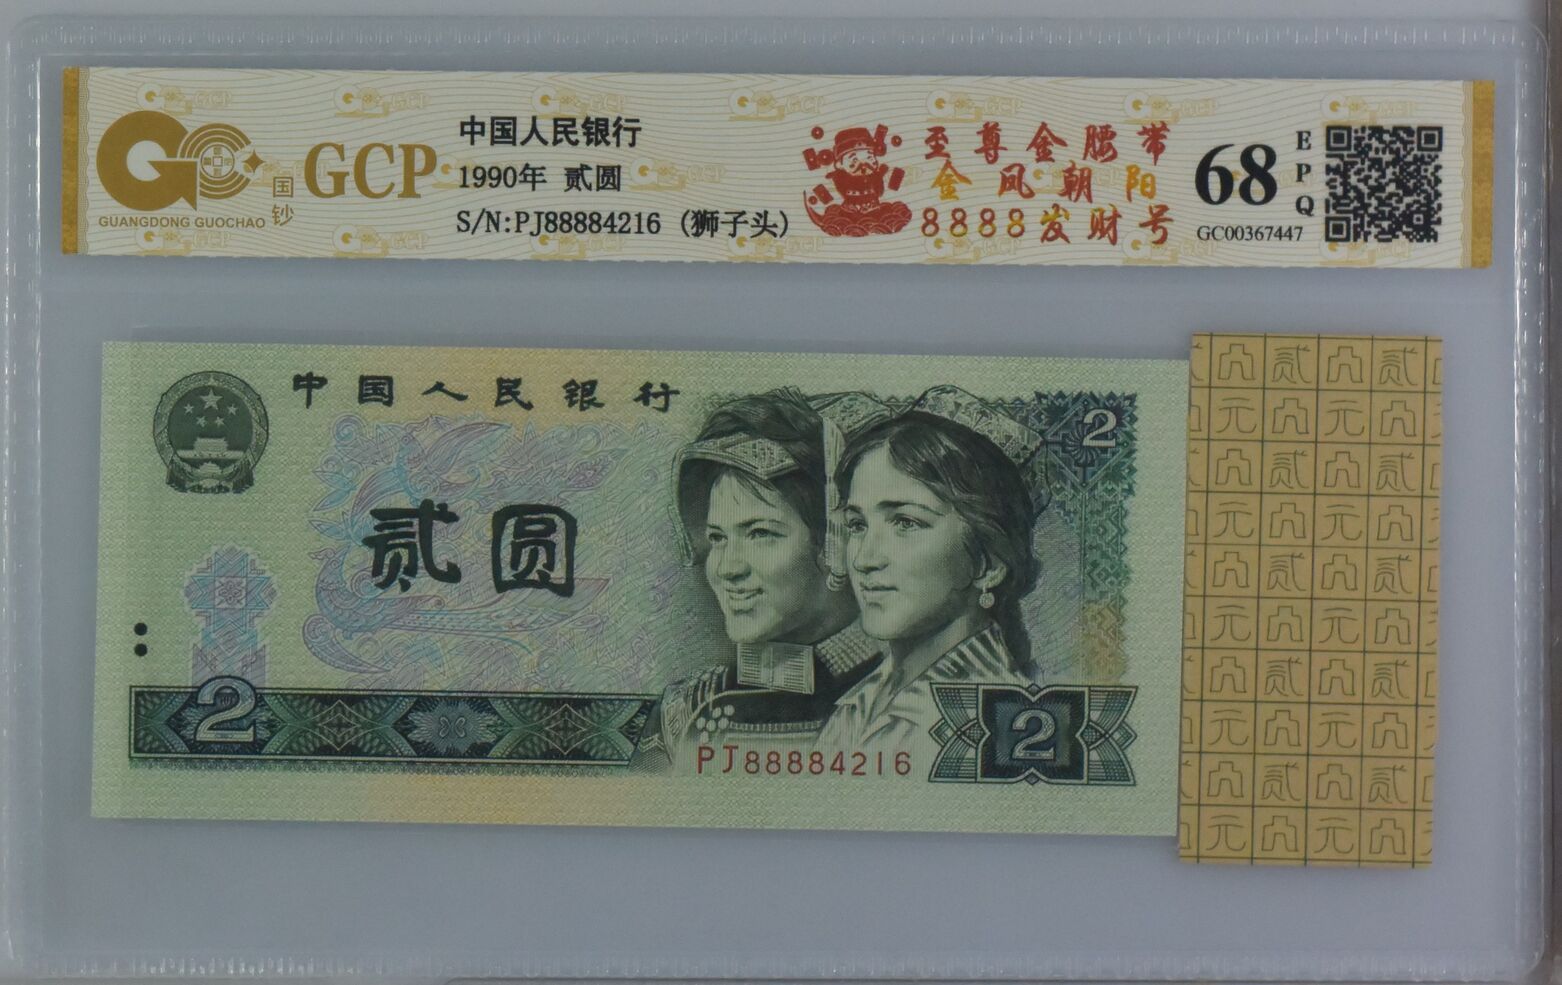 GCP
国钞
GUANGDONG GUOCHAO
中国人民银行
1990年 贰圆
S/N:PJ88884216 (狮子头)
至尊金腰带
金凤朝阳
8888发财号
68
EPQ
GC00367447
中国人民银行
2
贰圆
2
PJ88884216
2